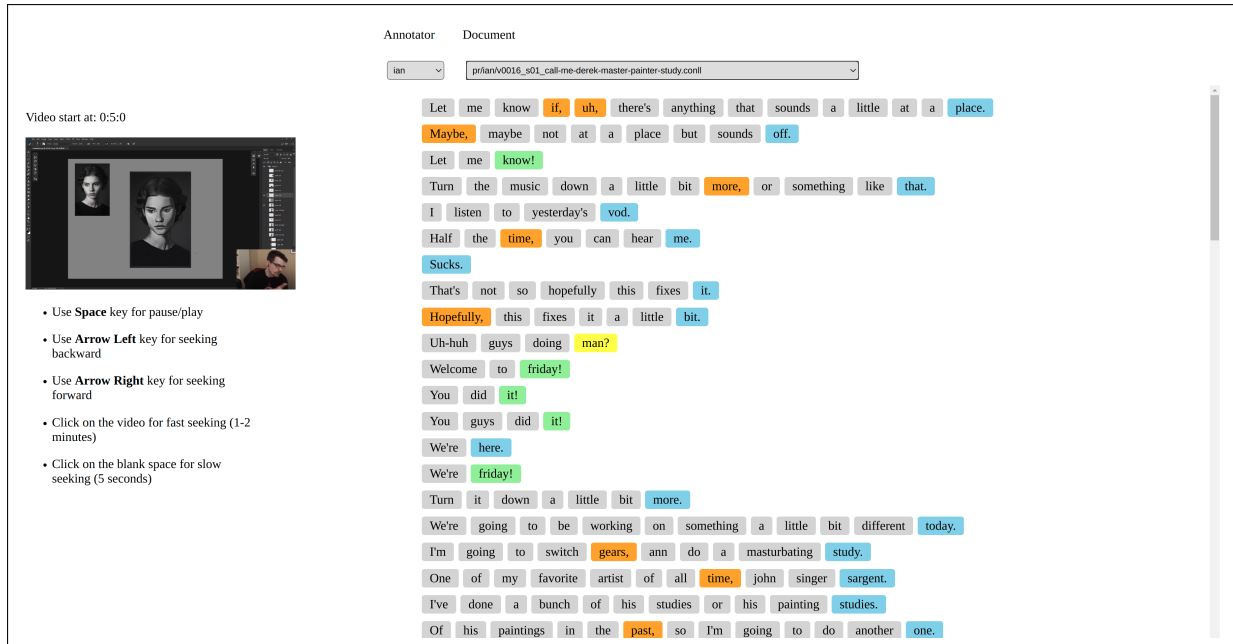 Annotator Document
ian pr/ian/v0016_s01_call-me-derek-master-painter-study.conll
Video start at: 0:5:0
• Use Space key for pause/play
• Use Arrow Left key for seeking
backward
• Use Arrow Right key for seeking
forward
• Click on the video for fast seeking (1-2
minutes)
• Click on the blank space for slow
seeking (5 seconds)
Let me know if, uh, there's anything that sounds a little at a place.
Maybe, maybe not at a place but sounds off.
Let me know!
Turn the music down a little bit more, or something like that.
I listen to yesterday's vod.
Half the time, you can hear me.
Sucks.
That's not so hopefully this fixes it.
Hopefully, this fixes it a little bit.
Uh-huh guys doing man?
Welcome to friday!
You did it!
You guys did it!
We're here.
We're friday!
Turn it down a little bit more.
We're going to be working on something a little bit different today.
I'm going to switch gears, ann do a masturbating study.
One of my favorite artist of all time, john singer sargent.
I've done a bunch of his studies or his painting studies.
Of his paintings in the past, so I'm going to do another one.